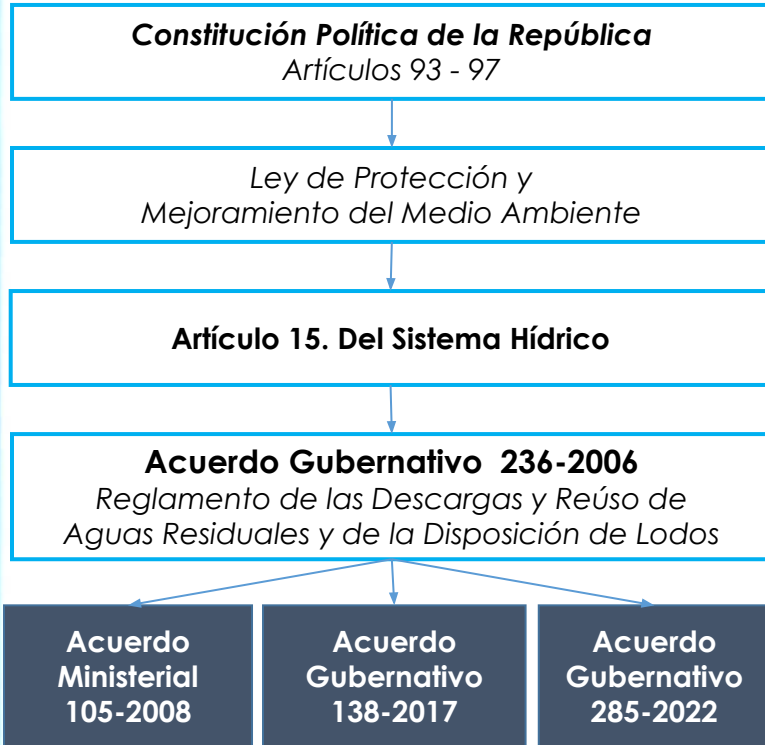 Constitución Política de la República
Artículos 93 - 97
Ley de Protección y
Mejoramiento del Medio Ambiente
Artículo 15. Del Sistema Hídrico
Acuerdo Gubernativo 236-2006
Reglamento de las Descargas y Reúso de
Aguas Residuales y de la Disposición de Lodos
Acuerdo
Ministerial
105-2008
Acuerdo
Gubernativo
138-2017
Acuerdo
Gubernativo
285-2022